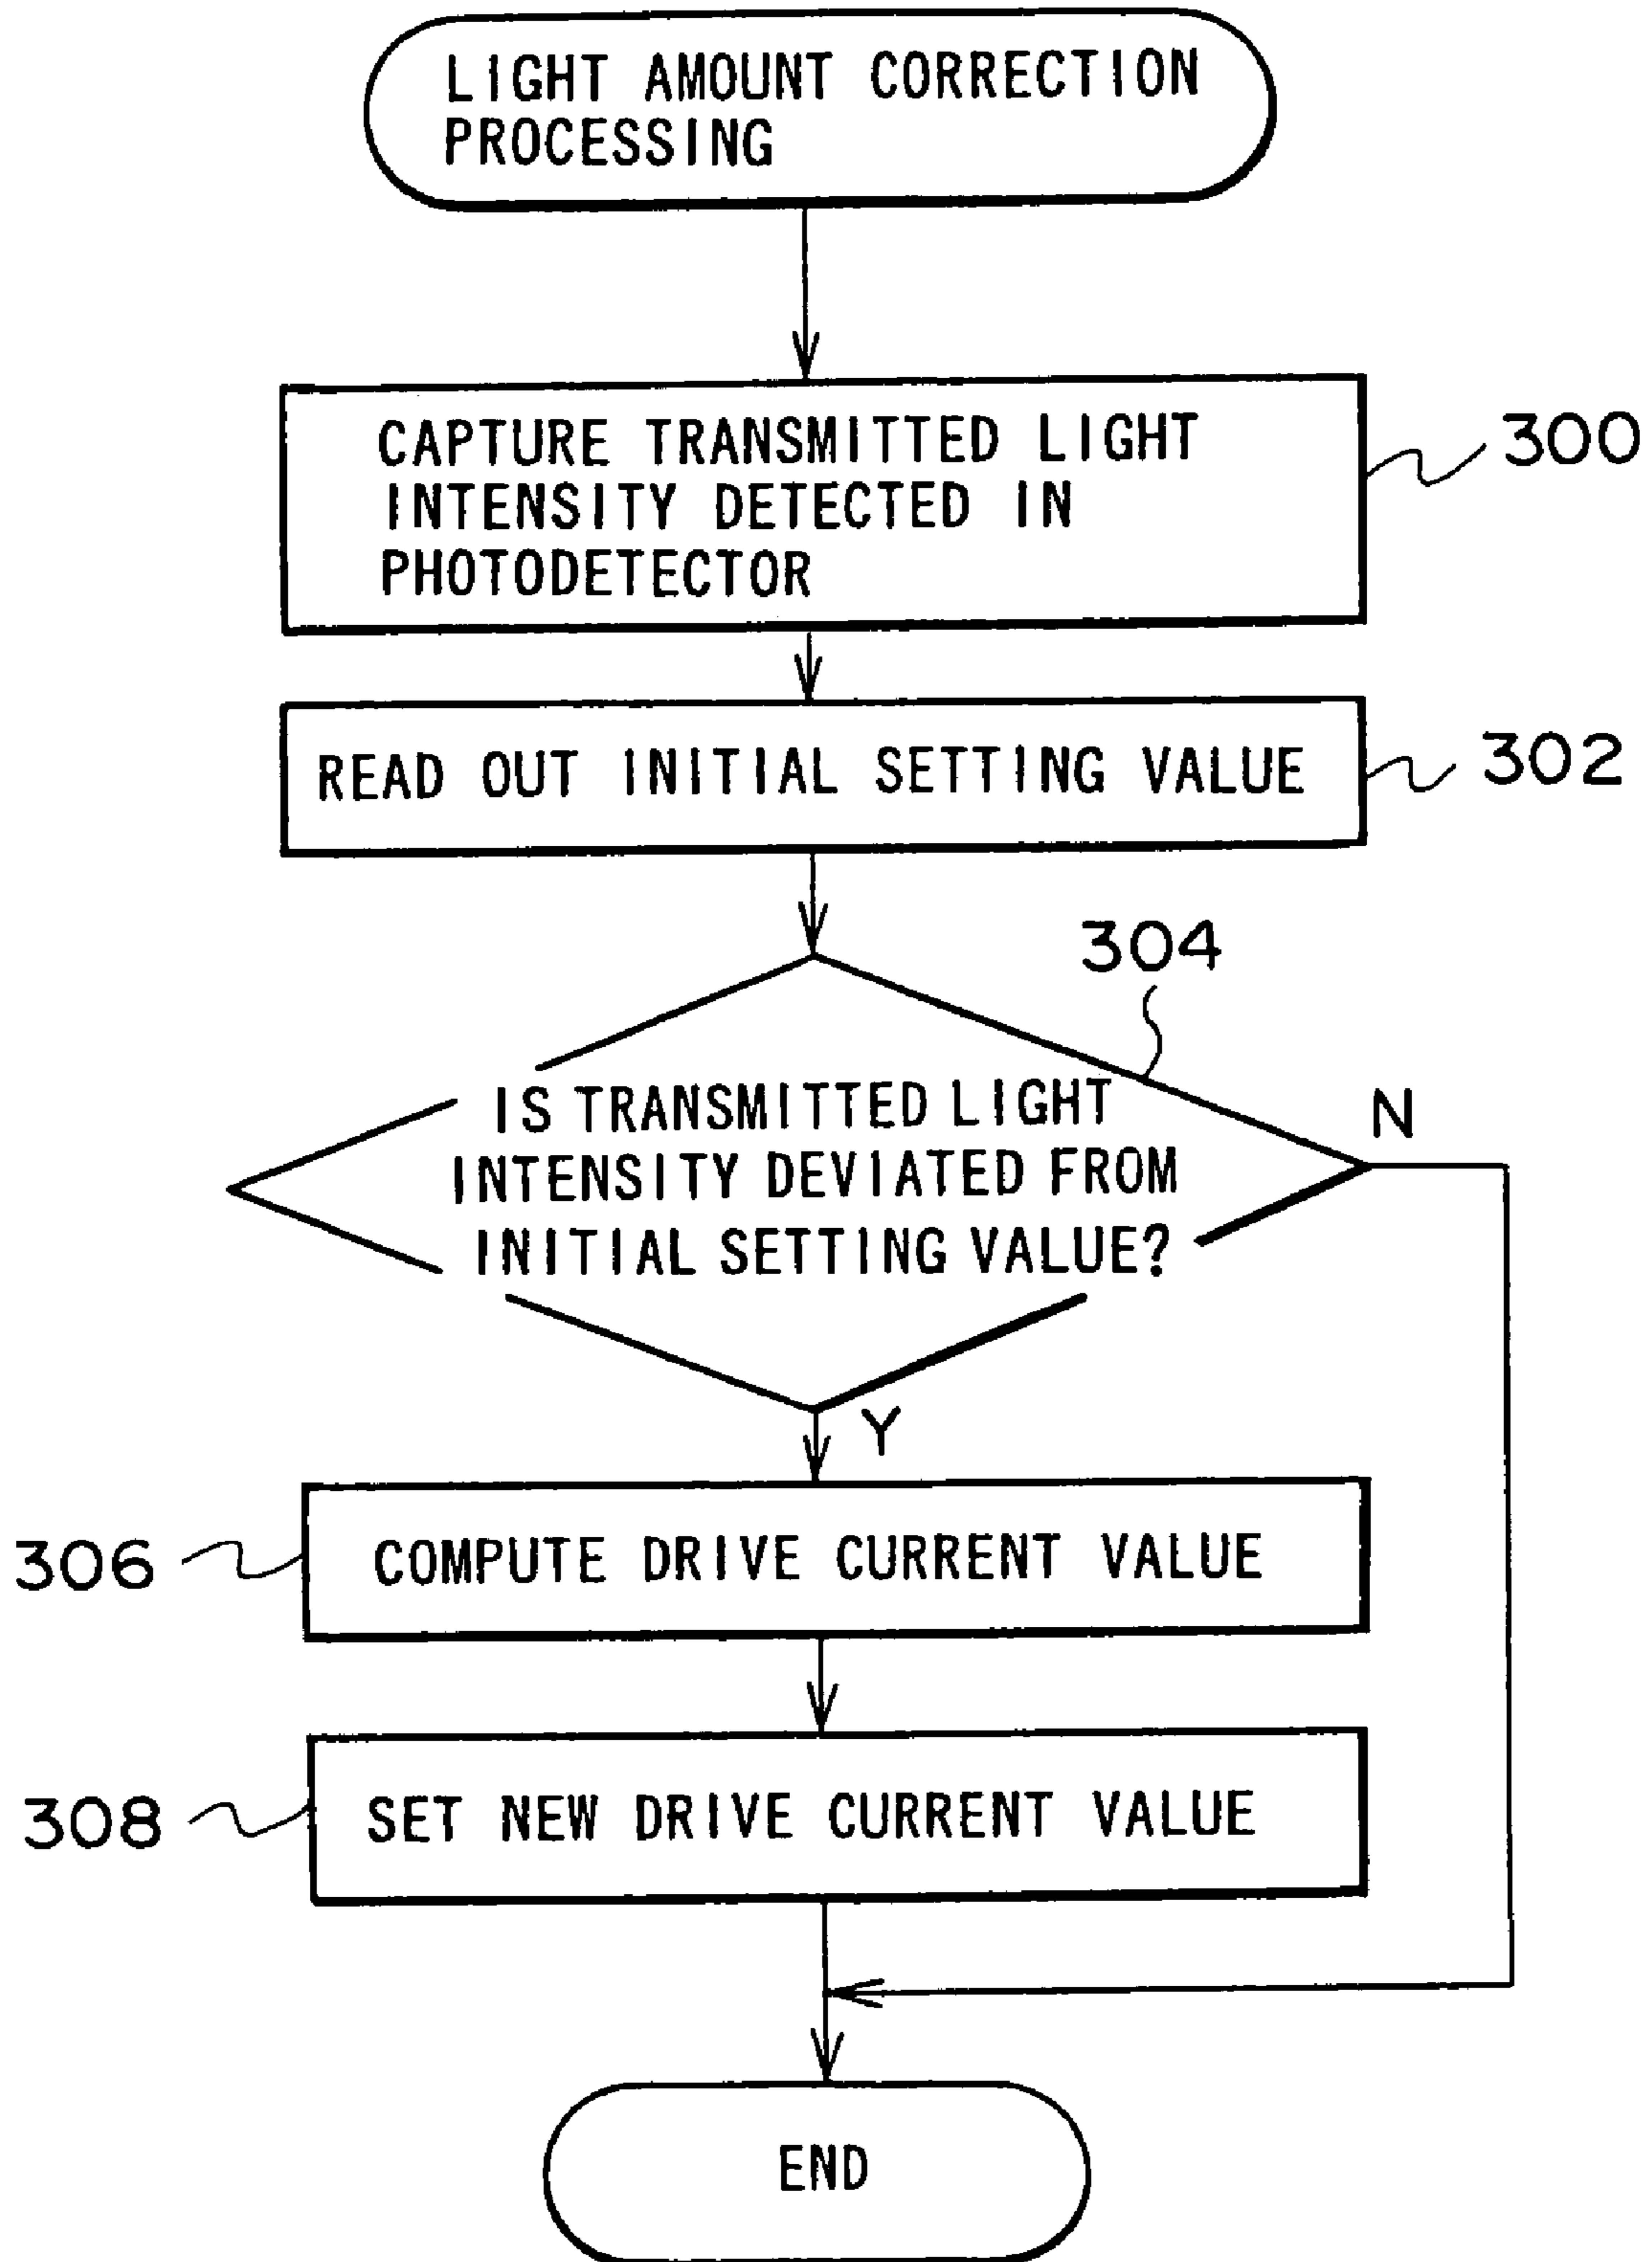 LIGHT AMOUNT CORRECTION
PROCESSING
CAPTURE TRANSMITTED LIGHT
INTENSITY DETECTED IN
PHOTODETECTOR
300
READ OUT INITIAL SETTING VALUE
302
304
IS TRANSMITTED LIGHT
INTENSITY DEVIATED FROM
INITIAL SETTING VALUE?
N
Y
306
COMPUTE DRIVE CURRENT VALUE
308
SET NEW DRIVE CURRENT VALUE
END